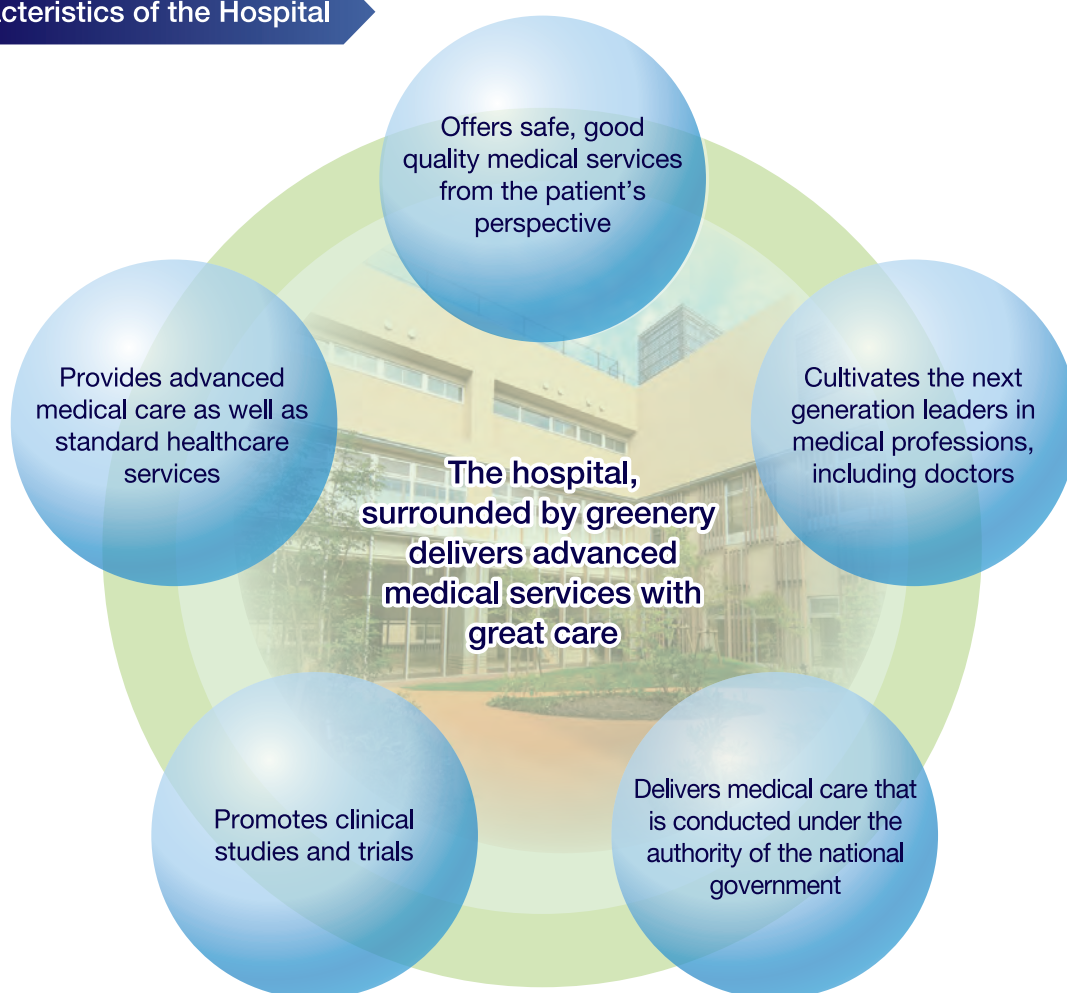 acteristics of the Hospital
Offers safe, good
quality medical services
from the patient’s
perspective
Provides advanced
medical care as well as
standard healthcare
services
Cultivates the next
generation leaders in
medical professions,
including doctors
The hospital,
surrounded by greenery
delivers advanced
medical services with
great care
Promotes clinical
studies and trials
Delivers medical care that
is conducted under the
authority of the national
government